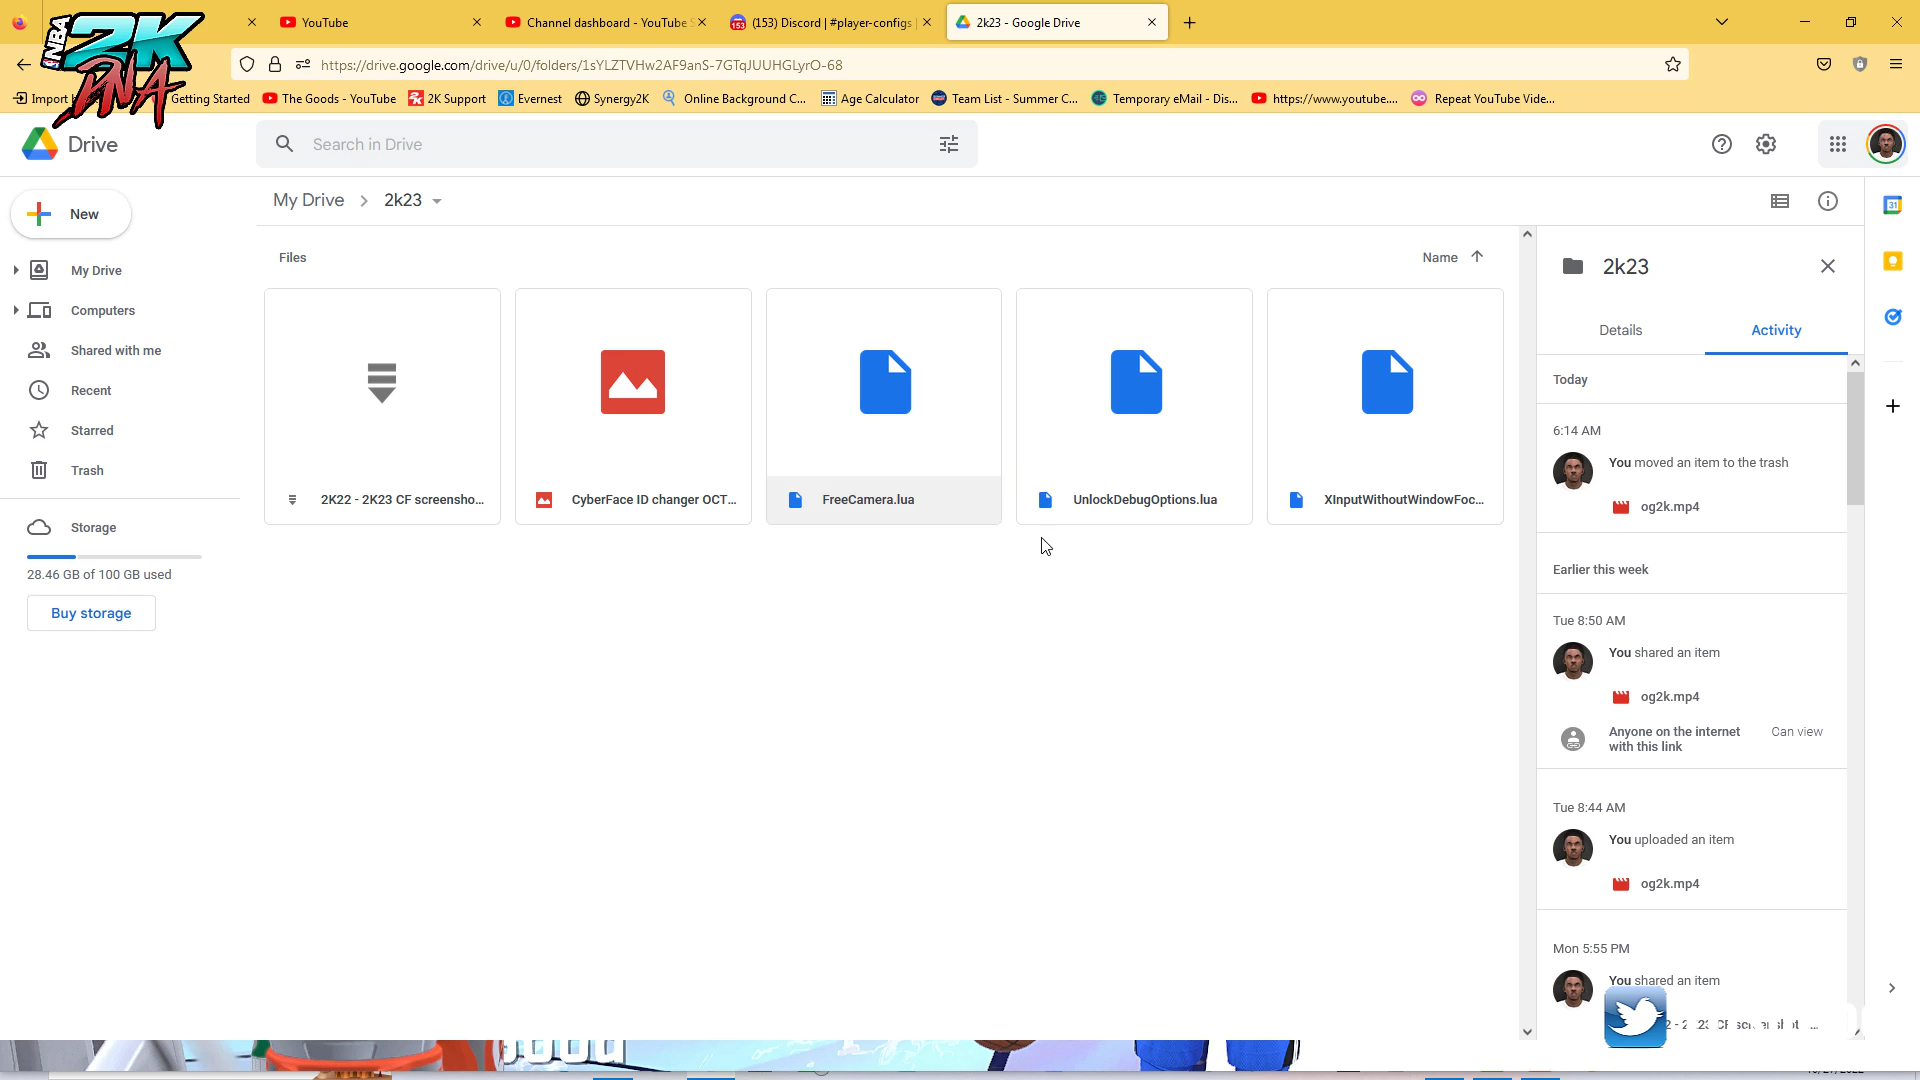 NBA 2K DNA
YouTube
Channel dashboard - YouTube S
(153) Discord | #player-configs
2k23 - Google Drive
https://drive.google.com/drive/u/0/folders/1sYLZTVHw2AF9anS-7GTqJUUHGLyrO-68
Import
Getting Started
The Goods - YouTube
2K Support
Evernest
Synergy2K
Online Background C...
Age Calculator
Team List - Summer C...
Temporary eMail - Dis...
https://www.youtube....
Repeat YouTube Vide...
Drive
Search in Drive
New
My Drive
Computers
Shared with me
Recent
Starred
Trash
Storage
28.46 GB of 100 GB used
Buy storage
My Drive
2k23
Files
Name
2K22 - 2K23 CF screensho...
CyberFace ID changer OCT...
FreeCamera.lua
UnlockDebugOptions.lua
XInputWithoutWindowFoc...
2k23
Details
Activity
Today
6:14 AM
You moved an item to the trash
og2k.mp4
Earlier this week
Tue 8:50 AM
You shared an item
og2k.mp4
Anyone on the internet
with this link
Can view
Tue 8:44 AM
You uploaded an item
og2k.mp4
Mon 5:55 PM
You shared an item
31